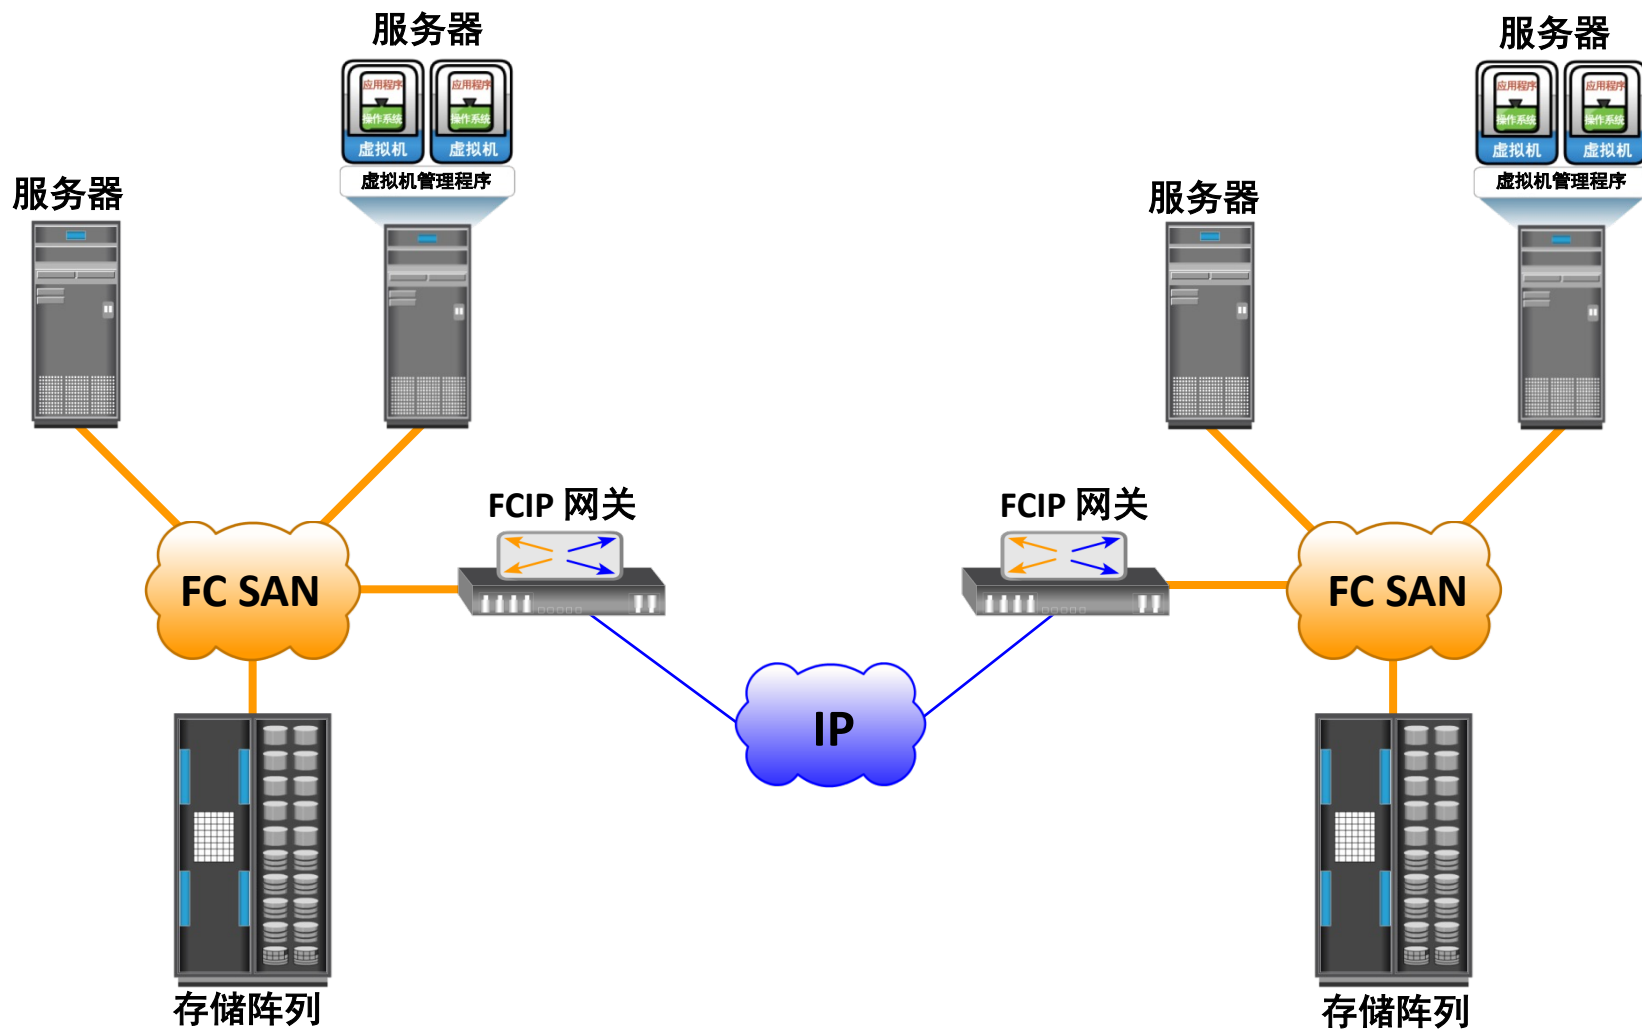 服务器
应用程序
操作系统
虚拟机
应用程序
操作系统
虚拟机
虚拟机管理程序
服务器
FC SAN
FCIP 网关
存储阵列
IP
服务器
应用程序
操作系统
虚拟机
应用程序
操作系统
虚拟机
虚拟机管理程序
服务器
FCIP 网关
FC SAN
存储阵列